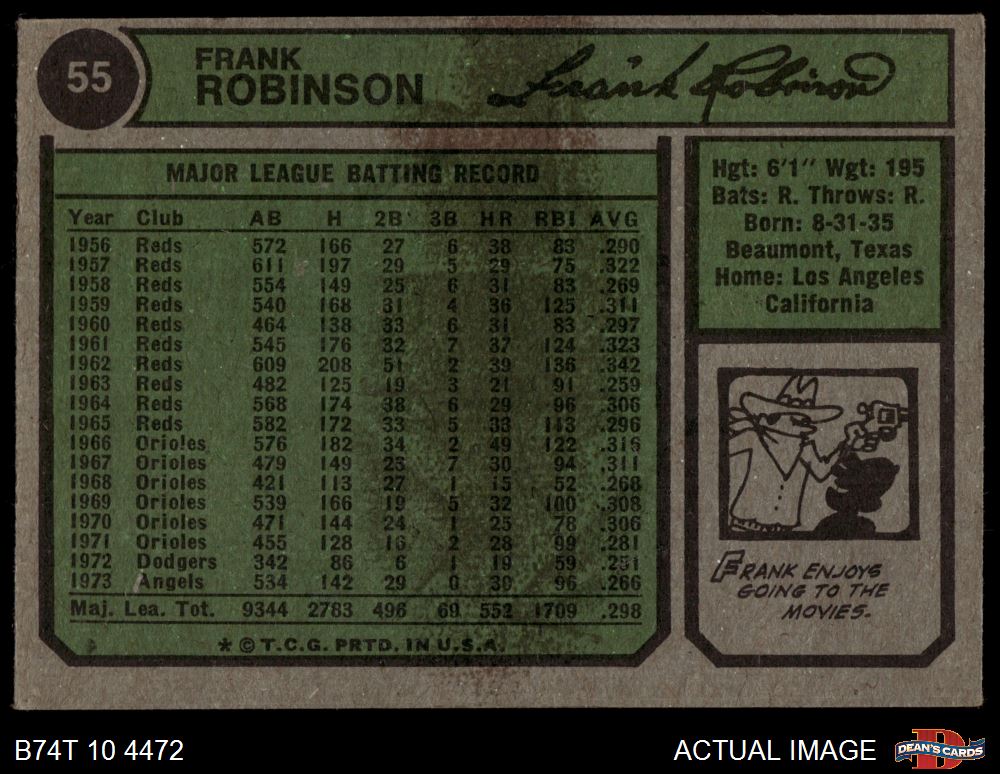 55
FRANK
ROBINSON
Frank Robinson
MAJOR LEAGUE BATTING RECORD
Year Club AB H 2B 3B HR RBI AVG
1956 Reds 572 166 27 6 38 83 .290
1957 Reds 611 197 29 5 29 75 .322
1958 Reds 554 149 25 6 31 83 .269
1959 Reds 540 168 31 4 36 125 .311
1960 Reds 464 138 33 6 31 83 .297
1961 Reds 545 176 32 7 37 124 .323
1962 Reds 609 208 51 2 39 136 .342
1963 Reds 482 125 19 3 21 91 .259
1964 Reds 568 174 38 6 29 96 .306
1965 Reds 582 172 33 5 33 113 .296
1966 Orioles 576 182 34 2 49 122 .316
1967 Orioles 479 149 23 7 30 94 .311
1968 Orioles 421 113 27 1 15 52 .268
1969 Orioles 539 166 19 5 32 100 .308
1970 Orioles 471 144 24 1 25 78 .306
1971 Orioles 455 128 16 2 28 99 .281
1972 Dodgers 342 86 6 1 19 59 .251
1973 Angels 534 142 29 0 30 96 .266
Maj. Lea. Tot. 9344 2783 496 69 552 1709 .298
* © T.C.G. PRTD. IN U.S.A.
Hgt: 6'1" Wgt: 195
Bats: R. Throws: R.
Born: 8-31-35
Beaumont, Texas
Home: Los Angeles
California
FRANK ENJOYS
GOING TO THE
MOVIES.
B74T 10 4472
ACTUAL IMAGE
DEAN'S CARDS